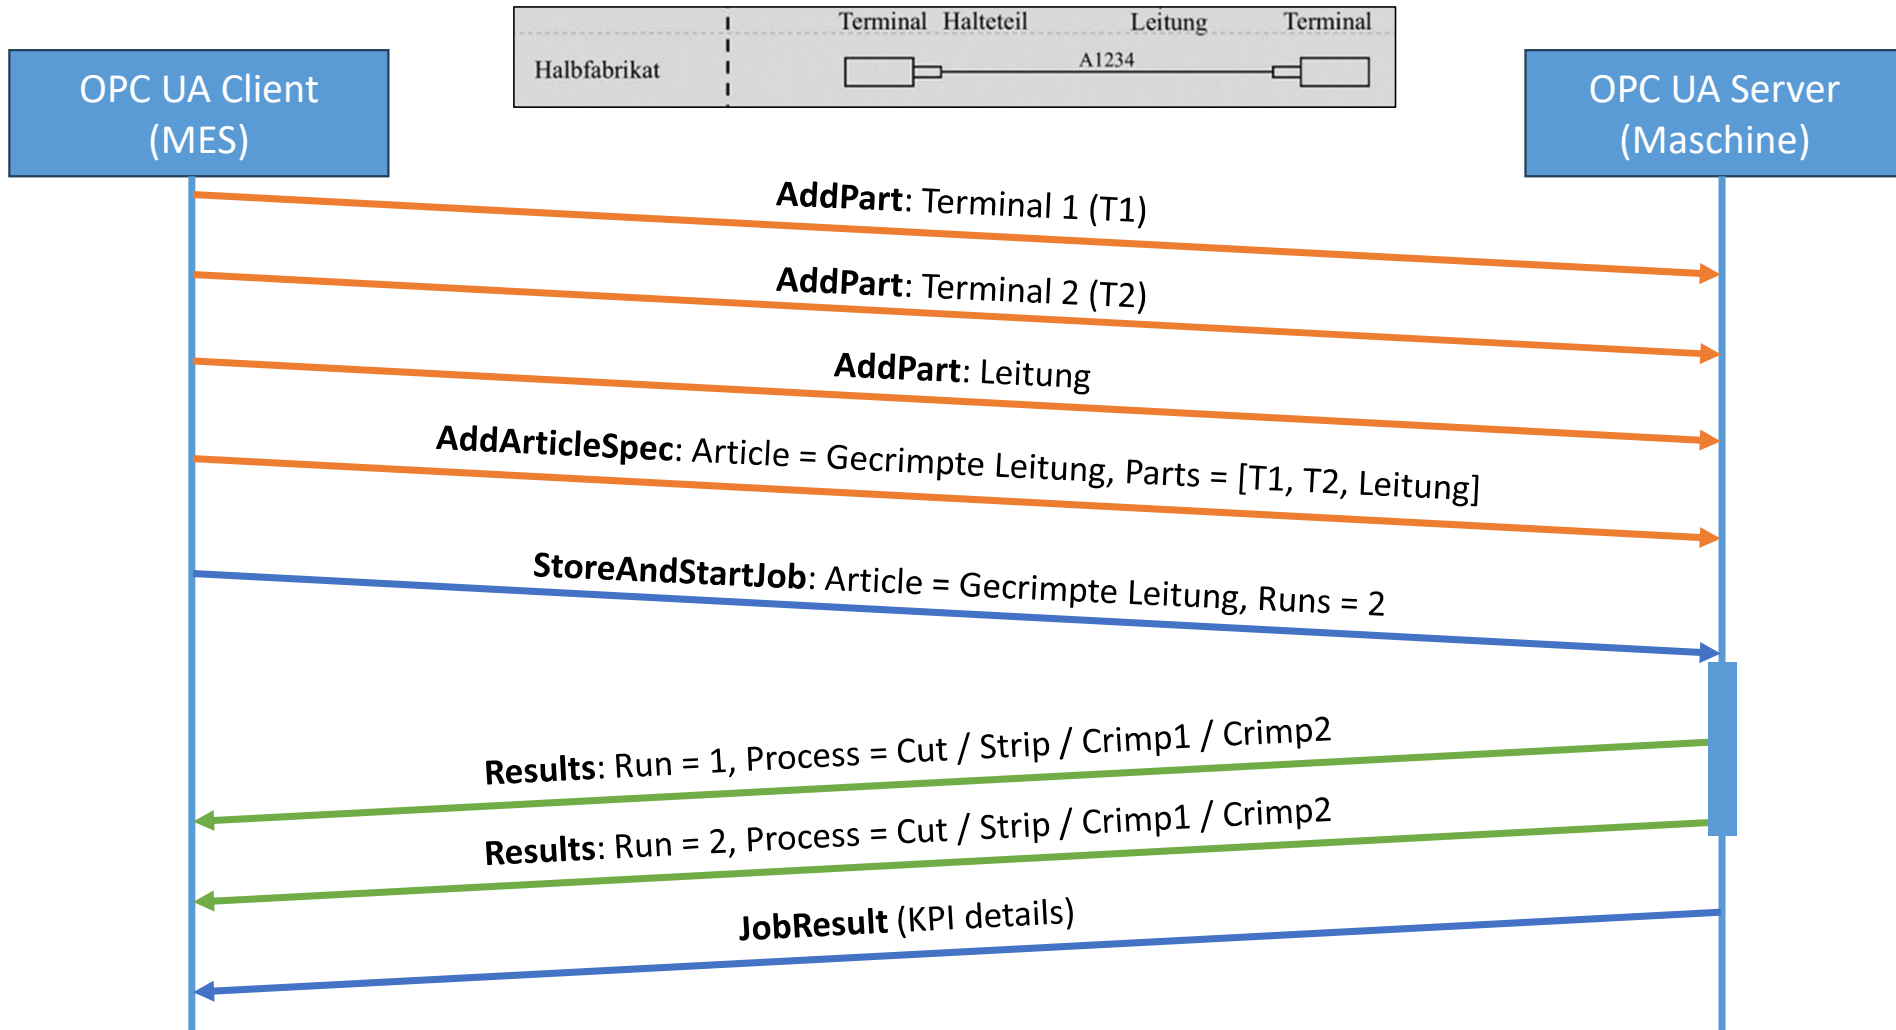 Terminal Halteteil Leitung Terminal
Halbfabrikat A1234
OPC UA Client
(MES)
OPC UA Server
(Maschine)
AddPart: Terminal 1 (T1)
AddPart: Terminal 2 (T2)
AddPart: Leitung
AddArticleSpec: Article = Gecrimpte Leitung, Parts = [T1, T2, Leitung]
StoreAndStartJob: Article = Gecrimpte Leitung, Runs = 2
Results: Run = 1, Process = Cut / Strip / Crimp1 / Crimp2
Results: Run = 2, Process = Cut / Strip / Crimp1 / Crimp2
JobResult (KPI details)